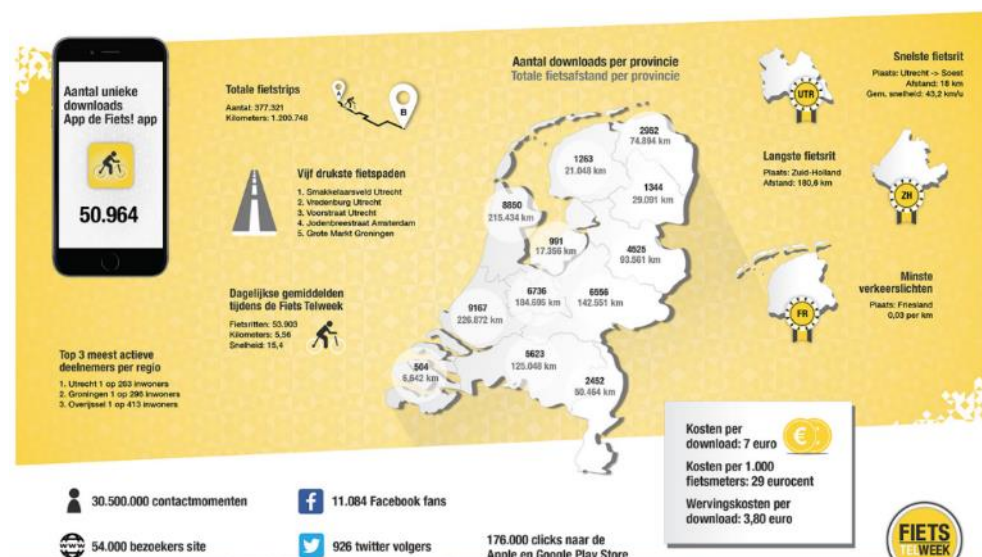 Aantal unieke
downloads
App de Fiets! app
50.964
Totale fietstrips
Aantal: 377.321
Kilometers: 1.200.748
A
B
Vijf drukste fietspaden
1. Smakkelaarsveld Utrecht
2. Vredenburg Utrecht
3. Voorstraat Utrecht
4. Jodenbreestraat Amsterdam
5. Grote Markt Groningen
Dagelijkse gemiddelden
tijdens de Fiets Telweek
Fietsritten: 53.903
Kilometers: 5,56
Snelheid: 15,4
Top 3 meest actieve
deelnemers per regio
1. Utrecht 1 op 263 inwoners
2. Groningen 1 op 296 inwoners
3. Overijssel 1 op 413 inwoners
Aantal downloads per provincie
Totale fietsafstand per provincie
2962
74.894 km
1263
21.048 km
1344
29.091 km
8850
215.434 km
991
17.356 km
4525
93.561 km
6736
184.695 km
6556
142.551 km
9167
226.872 km
5623
125.048 km
564
6.642 km
2452
50.464 km
Snelste fietsrit
Plaats: Utrecht -> Soest
Afstand: 18 km
Gem. snelheid: 43,2 km/u
UTR
Langste fietsrit
Plaats: Zuid-Holland
Afstand: 180,6 km
ZH
Minste
verkeerslichten
Plaats: Friesland
0,03 per km
FR
Kosten per
download: 7 euro
€
Kosten per 1.000
fietsmeters: 29 eurocent
Wervingskosten per
download: 3,80 euro
30.500.000 contactmomenten
f
11.084 Facebook fans
www
54.000 bezoekers site
926 twitter volgers
176.000 clicks naar de
Apple en Google Play Store
FIETS
TELWEEK